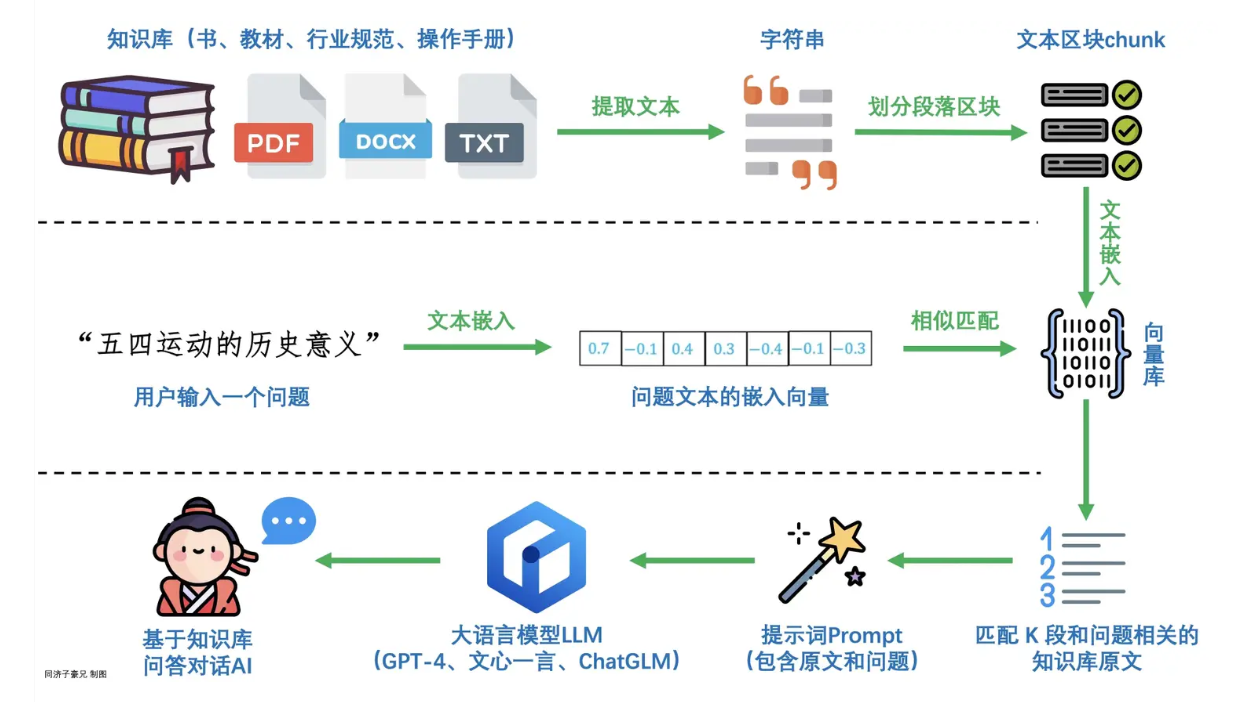 知识库（书、教材、行业规范、操作手册）
字符串
文本区块chunk
PDF
DOCX
TXT
提取文本
划分段落区块
文本嵌入
“五四运动的历史意义”
用户输入一个问题
文本嵌入
0.7 −0.1 0.4 0.3 −0.4 −0.1 −0.3
问题文本的嵌入向量
相似匹配
11100
10111
11010
01011
向量库
1
2
3
匹配 K 段和问题相关的
知识库原文
提示词Prompt
（包含原文和问题）
大语言模型LLM
（GPT-4、文心一言、ChatGLM）
基于知识库
问答对话AI
同济子豪兄 制图